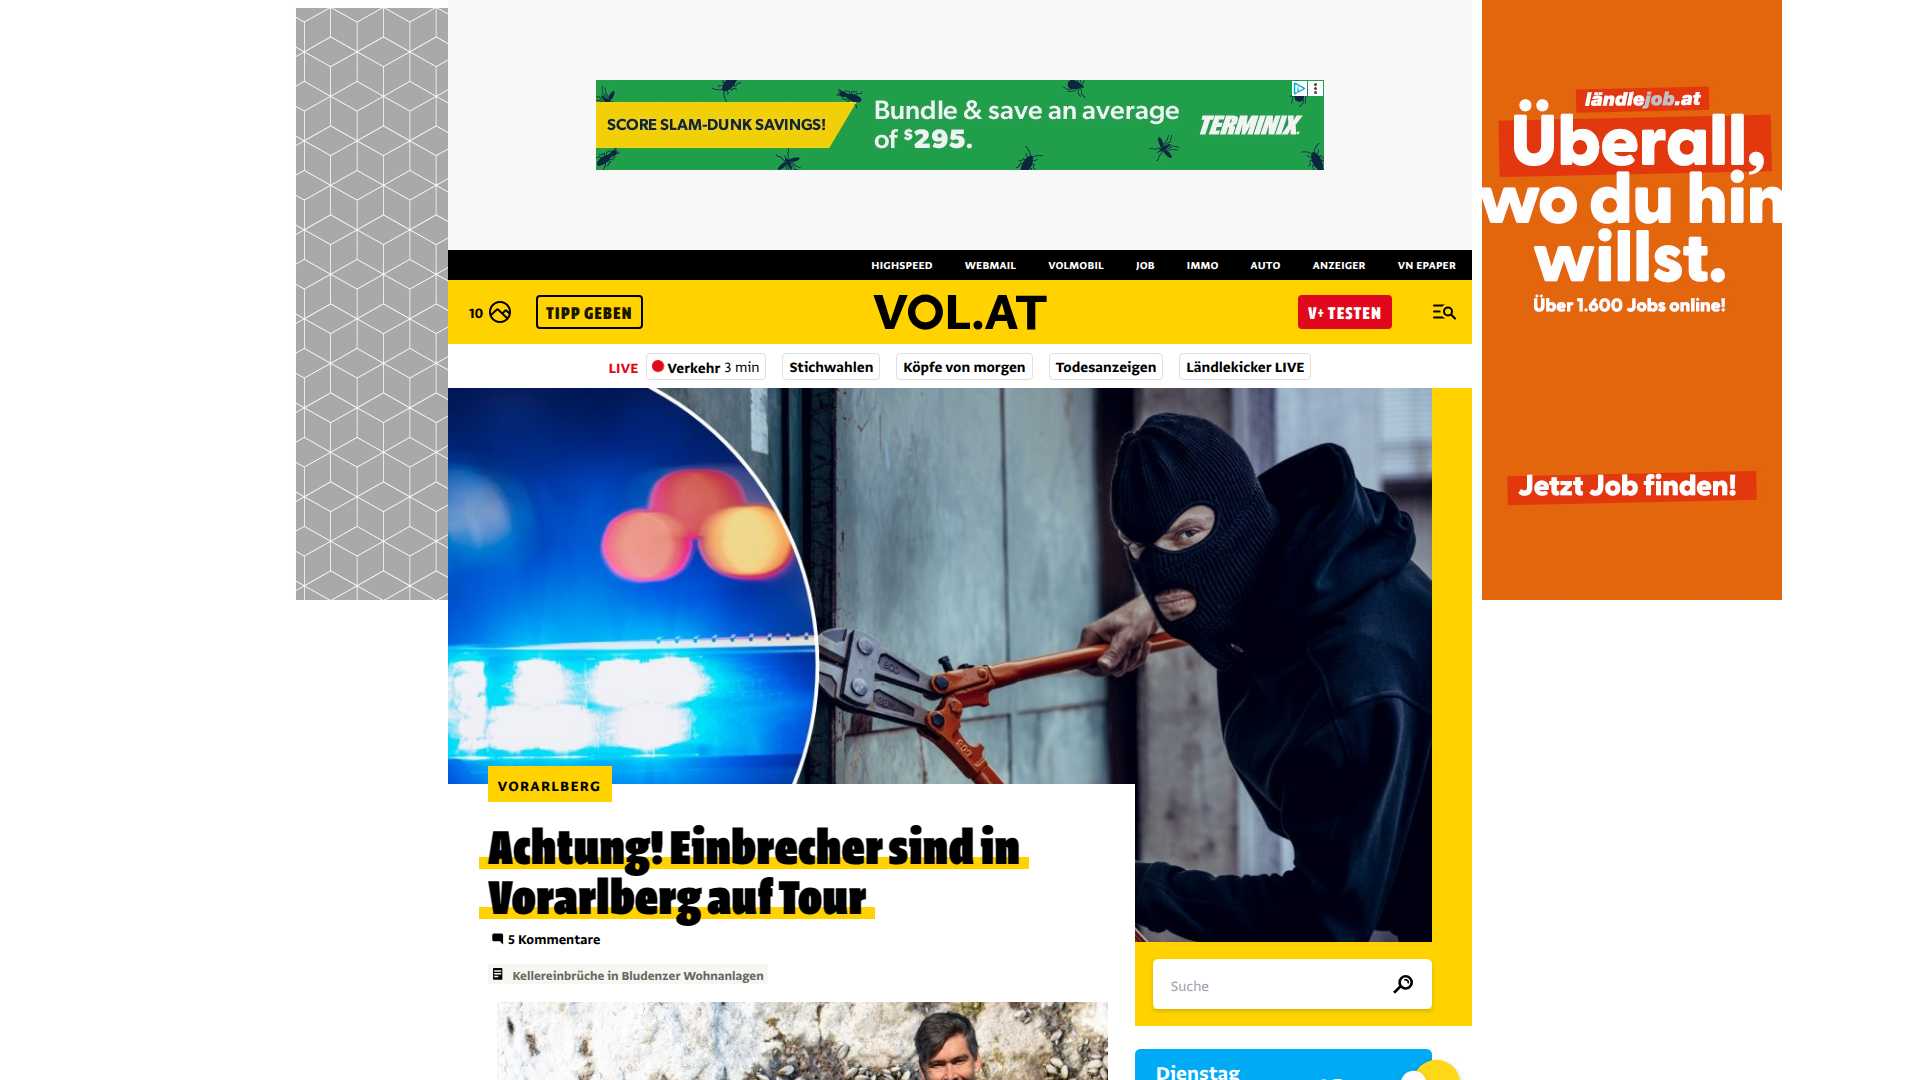 SCORE SLAM-DUNK SAVINGS!
Bundle & save an average
of $295.
TERMINIX
ländlejob.at
Überall,
wo du hin
willst.
Über 1.600 Jobs online!
Jetzt Job finden!
HIGHSPEED WEBMAIL VOLMOBIL JOB IMMO AUTO ANZEIGER VN EPAPER
10 TIPP GEBEN VOL.AT V+ TESTEN
LIVE Verkehr 3 min Stichwahlen Köpfe von morgen Todesanzeigen Ländlekicker LIVE
VORARLBERG
Achtung! Einbrecher sind in
Vorarlberg auf Tour
5 Kommentare
Kellereinbrüche in Bludenzer Wohnanlagen
Suche
Dienstag